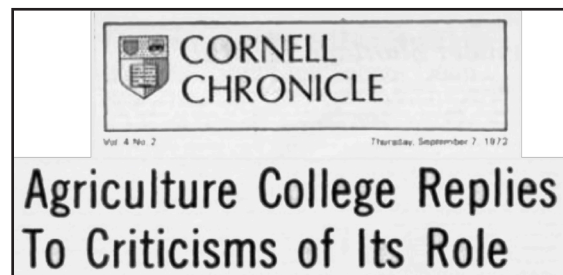 CORNELL
CHRONICLE
Vol. 4 No. 2
Thursday, September 7, 1972
Agriculture College Replies
To Criticisms of Its Role